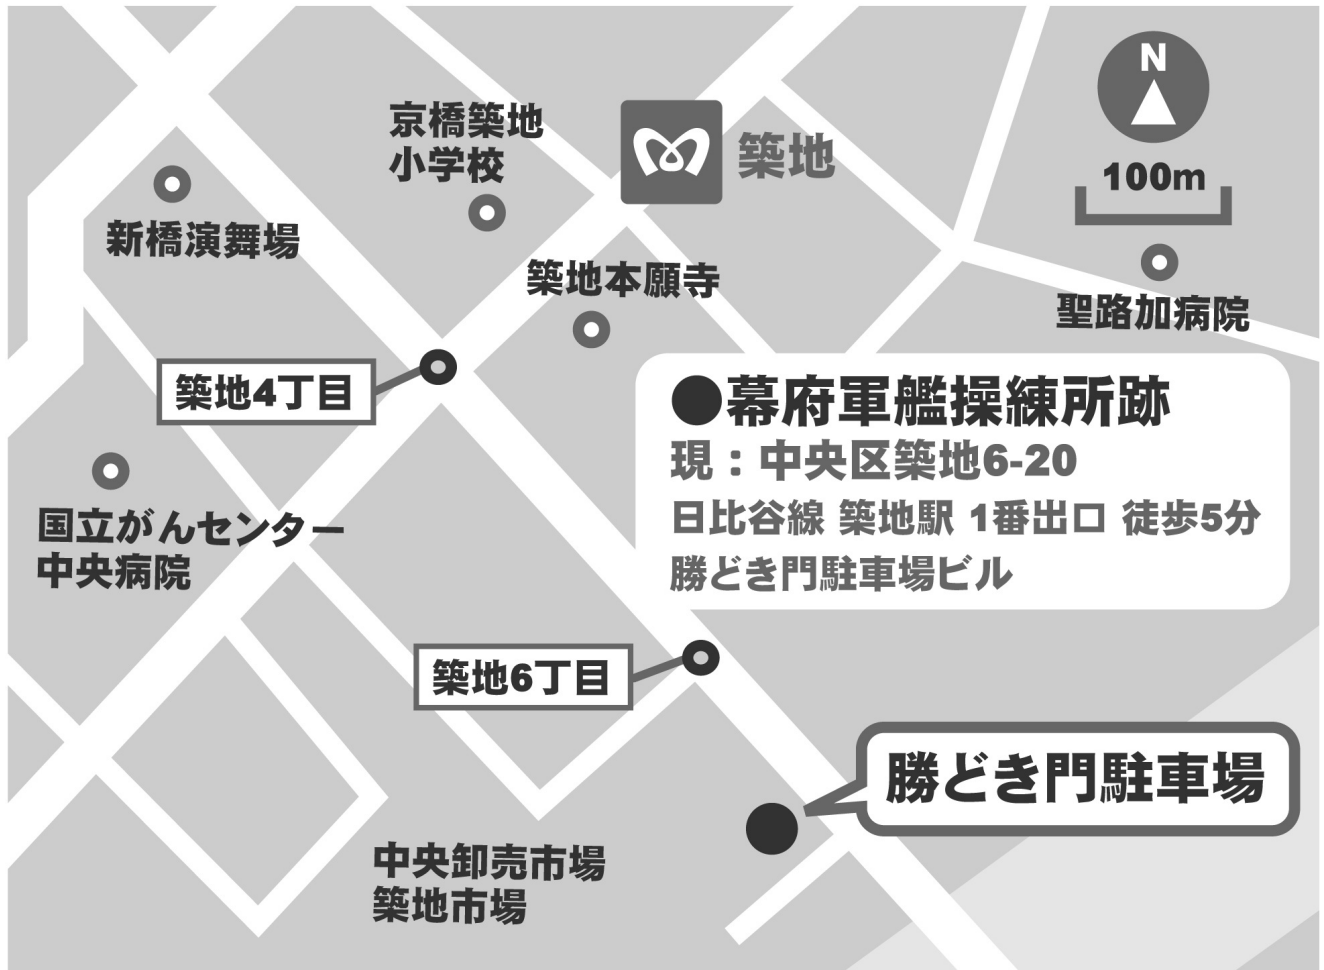 N
100m
京橋築地
小学校
築地
新橋演舞場
築地本願寺
聖路加病院
築地4丁目
●幕府軍艦操練所跡
現：中央区築地6-20
日比谷線 築地駅 1番出口 徒歩5分
勝どき門駐車場ビル
国立がんセンター
中央病院
築地6丁目
勝どき門駐車場
中央卸売市場
築地市場